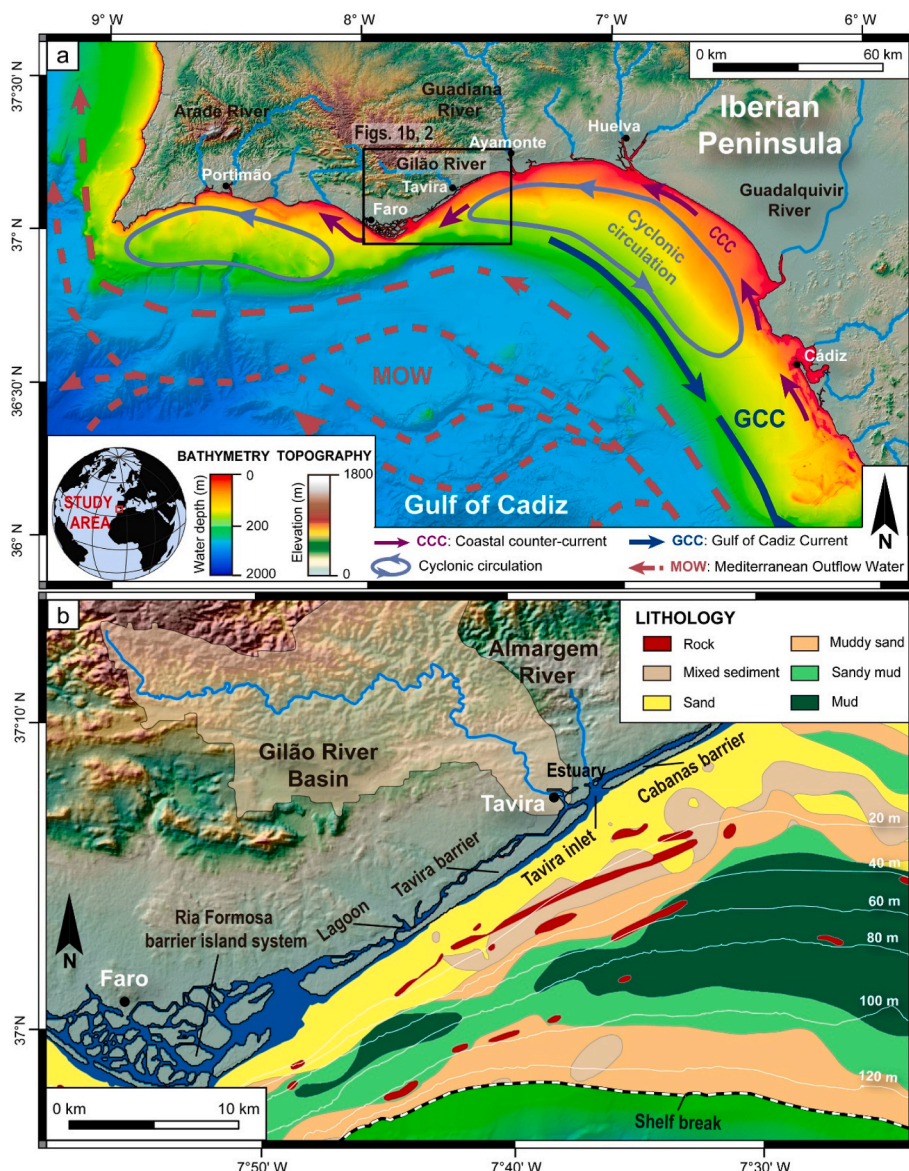 9°W
8°W
7°W
6°W
a
0 km
60 km
37°30' N
37° N
36°30' N
36° N
Arade River
Guadiana
River
Figs. 1b, 2
Gilão River
Ayamonte
Huelva
Iberian
Peninsula
Portimão
Tavira
Faro
Guadalquivir
River
CCC
Cyclonic
circulation
Cádiz
MOW
GCC
Gulf of Cadiz
STUDY
AREA
BATHYMETRY
Water depth (m)
0
200
2000
TOPOGRAPHY
Elevation (m)
1800
0
N
CCC: Coastal counter-current
GCC: Gulf of Cadiz Current
Cyclonic circulation
MOW: Mediterranean Outflow Water
b
LITHOLOGY
Rock
Muddy sand
Mixed sediment
Sandy mud
Sand
Mud
Almargem
River
37°10' N
37° N
Gilão River
Basin
Estuary
Tavira
Cabanas barrier
Tavira inlet
Tavira barrier
Lagoon
Ria Formosa
barrier island system
N
Faro
20 m
40 m
60 m
80 m
100 m
120 m
Shelf break
0 km
10 km
7°50' W
7°40' W
7°30' W